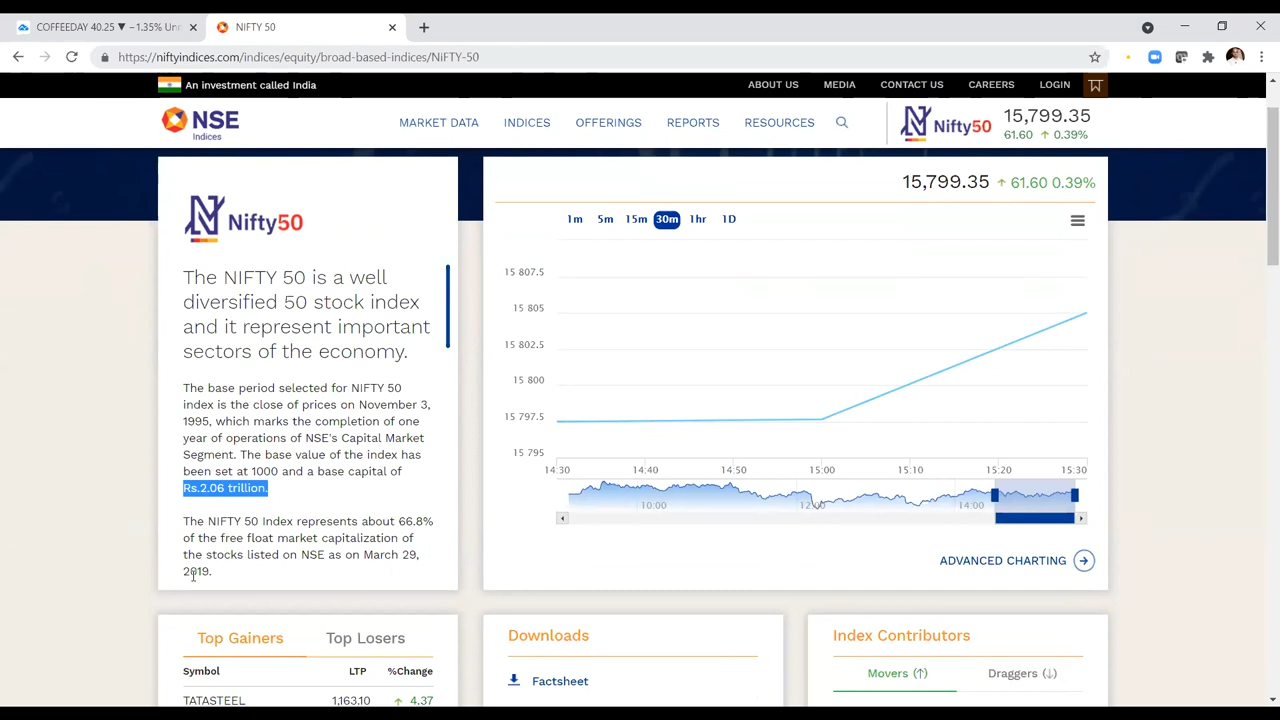 COFFEEDAY 40.25 ▼ −1.35% Uni
NIFTY 50
https://niftyindices.com/indices/equity/broad-based-indices/NIFTY-50
An investment called India
ABOUT US MEDIA CONTACT US CAREERS LOGIN
NSE
Indices
MARKET DATA INDICES OFFERINGS REPORTS RESOURCES
Nifty50
15,799.35
61.60 ↑ 0.39%
Nifty50
The NIFTY 50 is a well
diversified 50 stock index
and it represent important
sectors of the economy.
The base period selected for NIFTY 50
index is the close of prices on November 3,
1995, which marks the completion of one
year of operations of NSE's Capital Market
Segment. The base value of the index has
been set at 1000 and a base capital of
Rs.2.06 trillion.
The NIFTY 50 Index represents about 66.8%
of the free float market capitalization of
the stocks listed on NSE as on March 29,
2019.
15,799.35 ↑ 61.60 0.39%
1m 5m 15m 30m 1hr 1D
15 807.5
15 805
15 802.5
15 800
15 797.5
15 795
14:30 14:40 14:50 15:00 15:10 15:20 15:30
10:00 12:00 14:00
ADVANCED CHARTING
Top Gainers Top Losers
Symbol LTP %Change
TATASTEEL 1,163.10 ↑ 4.37
Downloads
Factsheet
Index Contributors
Movers (↑) Draggers (↓)